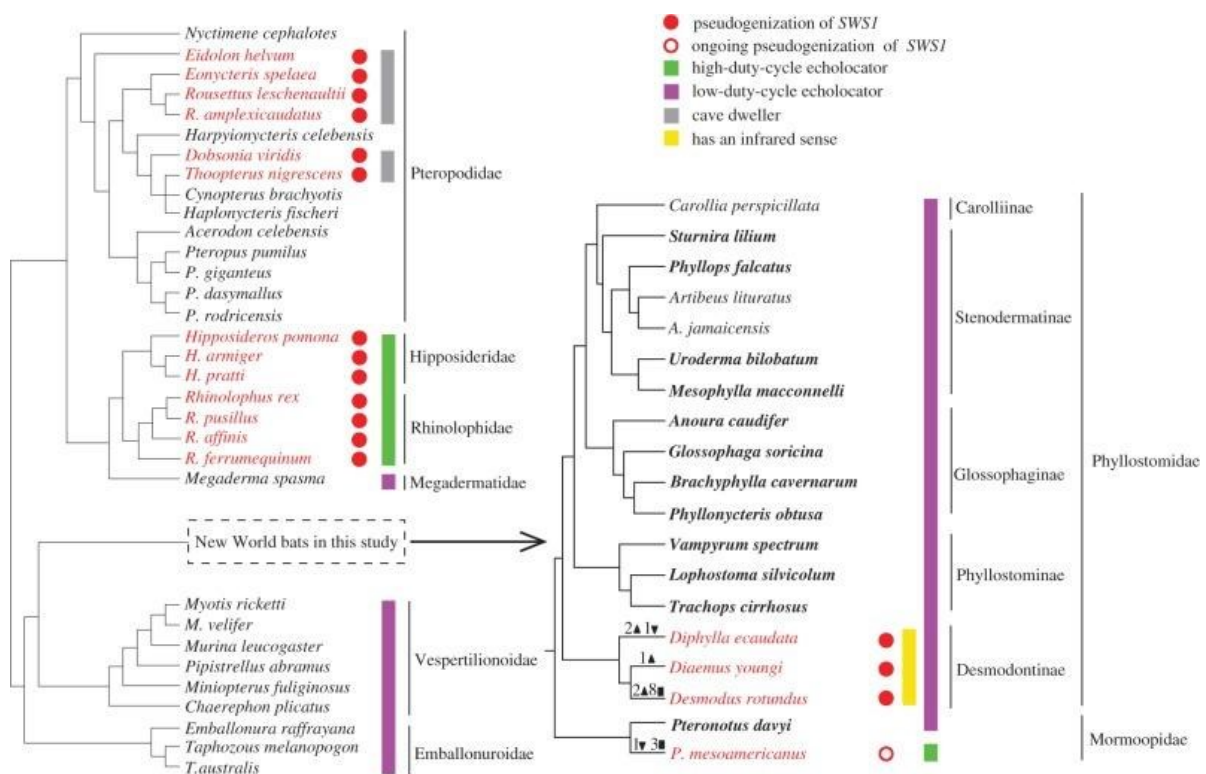 Nyctimene cephalotes
Eidolon helvum
Eonycteris spelaea
Rousettus leschenaultii
R. amplexicaudatus
Harpyionycteris celebensis
Dobsonia viridis
Thoopterus nigrescens
Cynopterus brachyotis
Haplonycteris fischeri
Acerodon celebensis
Pteropus pumilus
P. giganteus
P. dasymallus
P. rodricensis
Pteropodidae
Hipposideros pomona
H. armiger
H. pratti
Hipposideridae
Rhinolophus rex
R. pusillus
R. affinis
R. ferrumequinum
Rhinolophidae
Megaderma spasma
Megadermatidae
New World bats in this study
Myotis ricketti
M. velifer
Murina leucogaster
Pipistrellus abramus
Miniopterus fuliginosus
Chaerephon plicatus
Vespertilionoidae
Emballonura raffrayana
Taphozous melanopogon
T.australis
Emballonuroidae
pseudogenization of SWS1
ongoing pseudogenization of SWS1
high-duty-cycle echolocator
low-duty-cycle echolocator
cave dweller
has an infrared sense
Carollia perspicillata
Carolliinae
Sturnira lilium
Phyllops falcatus
Artibeus lituratus
A. jamaicensis
Uroderma bilobatum
Mesophylla macconnelli
Stenodermatinae
Anoura caudifer
Glossophaga soricina
Brachyphylla cavernarum
Phyllonycteris obtusa
Glossophaginae
Vampyrum spectrum
Lophostoma silvicolum
Trachops cirrhosus
Phyllostominae
2▲1▼ Diphylla ecaudata
1▲ Diaemus youngi
2▲8■ Desmodus rotundus
Desmodontinae
Phyllostomidae
Pteronotus davyi
1▼ 3■ P. mesoamericanus
Mormoopidae